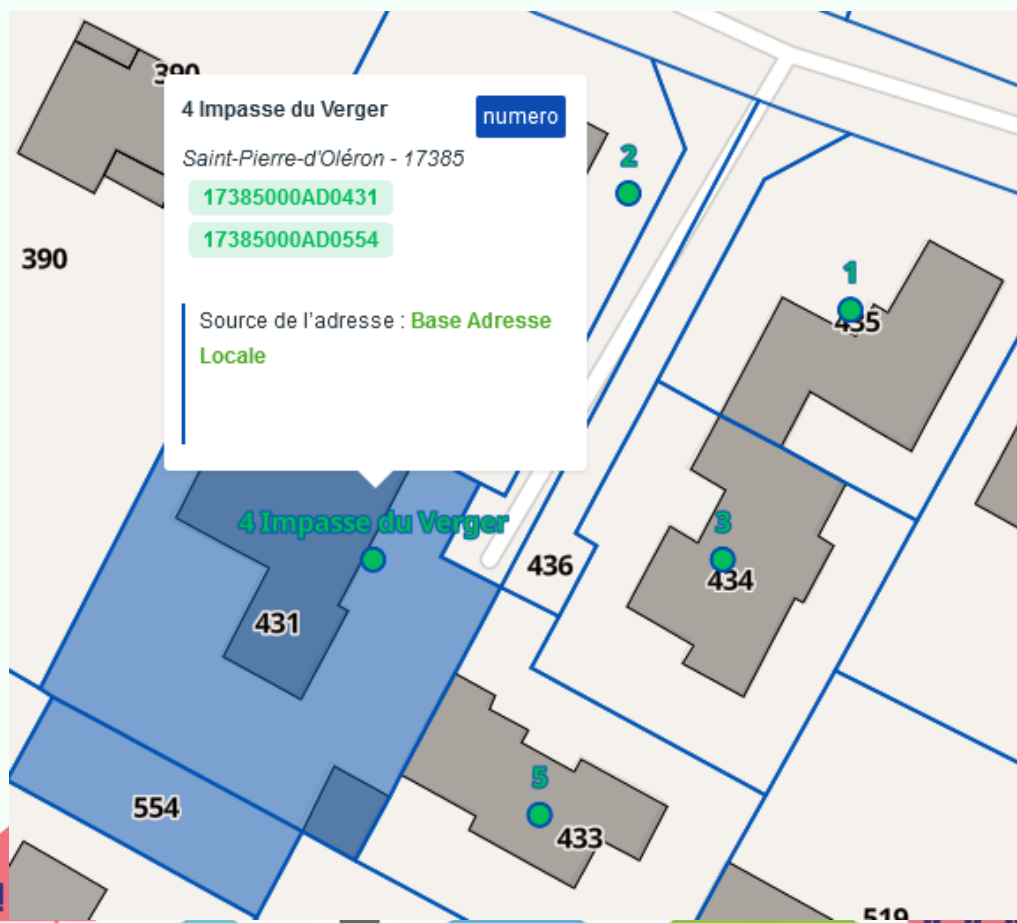 390
4 Impasse du Verger
numero
Saint-Pierre-d'Oléron - 17385
17385000AD0431
17385000AD0554
Source de l'adresse : Base Adresse
Locale
2
390
1
435
4 Impasse du Verger
3
436
434
431
5
554
433
519